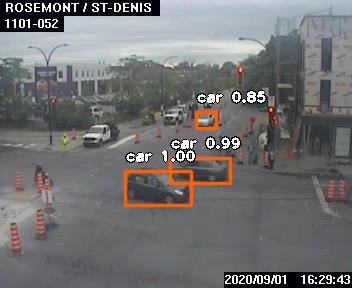 ROSEMONT / ST-DENIS
1101-052
car 0.85
car 0.99
car 1.00
2020/09/01 16:29:43